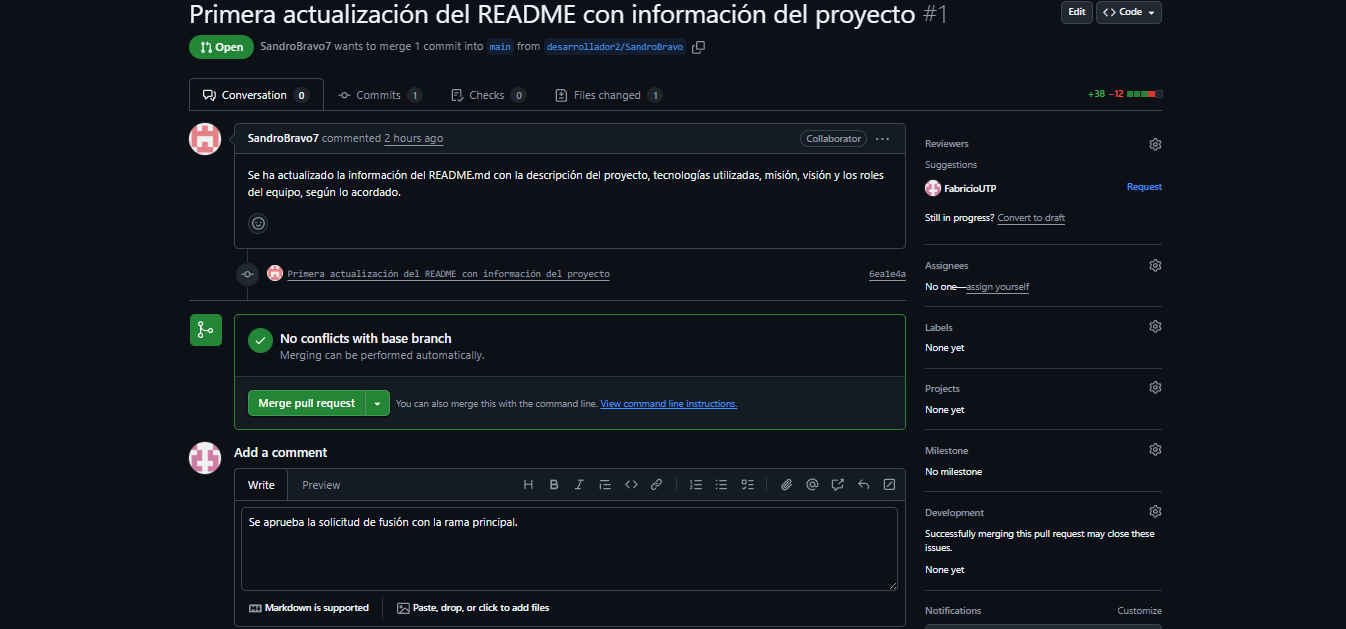 Primera actualización del README con información del proyecto #1
Edit
Code
Open
SandroBravo7 wants to merge 1 commit into main from desarrollador2/SandroBravo
Conversation 0
Commits 1
Checks 0
Files changed 1
+38 −12
SandroBravo7 commented 2 hours ago
Collaborator
Se ha actualizado la información del README.md con la descripción del proyecto, tecnologías utilizadas, misión, visión y los roles
del equipo, según lo acordado.
Primera actualización del README con información del proyecto
6ea1e4a
No conflicts with base branch
Merging can be performed automatically.
Merge pull request
You can also merge this with the command line. View command line instructions.
Add a comment
Write
Preview
Se aprueba la solicitud de fusión con la rama principal.
Markdown is supported
Paste, drop, or click to add files
Reviewers
Suggestions
FabricioUTP
Request
Still in progress? Convert to draft
Assignees
No one—assign yourself
Labels
None yet
Projects
None yet
Milestone
No milestone
Development
Successfully merging this pull request may close these
issues.
None yet
Notifications
Customize